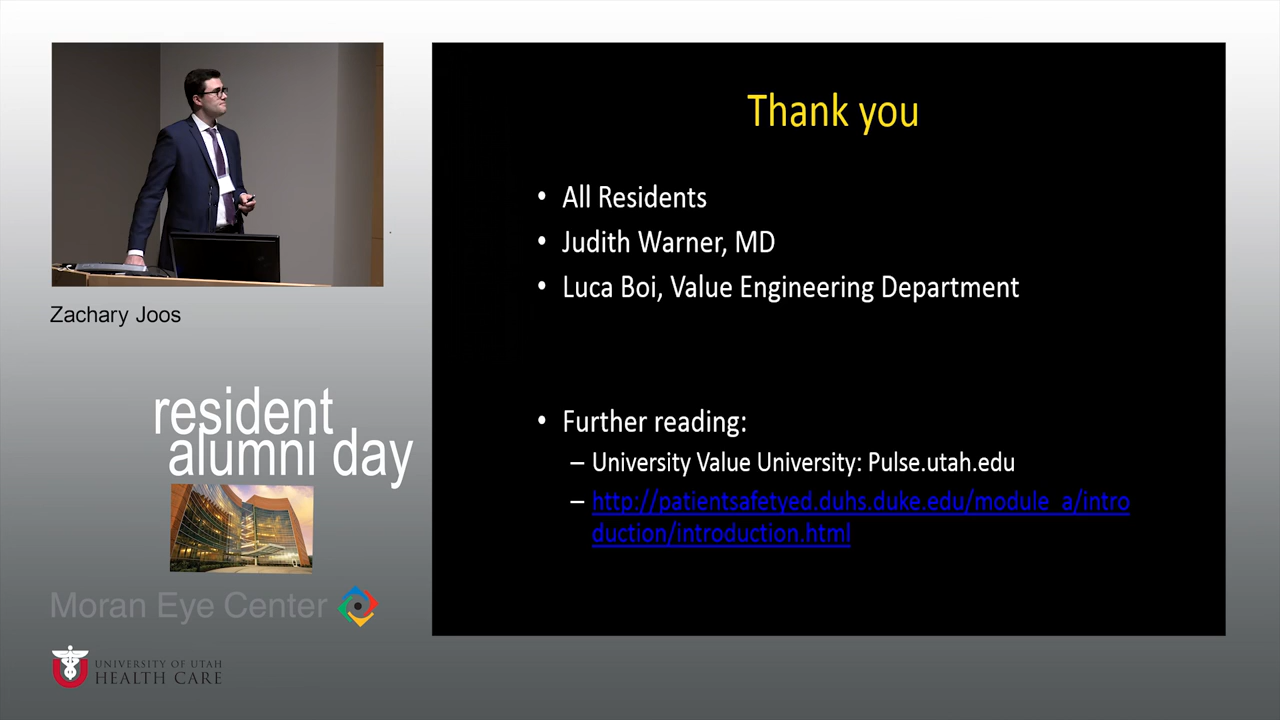 Thank you
• All Residents
• Judith Warner, MD
• Luca Boi, Value Engineering Department
• Further reading:
– University Value University: Pulse.utah.edu
– http://patientsafetyed.duhs.duke.edu/module_a/intro
duction/introduction.html
Zachary Joos
resident
alumni day
Moran Eye Center
U
UNIVERSITY OF UTAH
HEALTH CARE